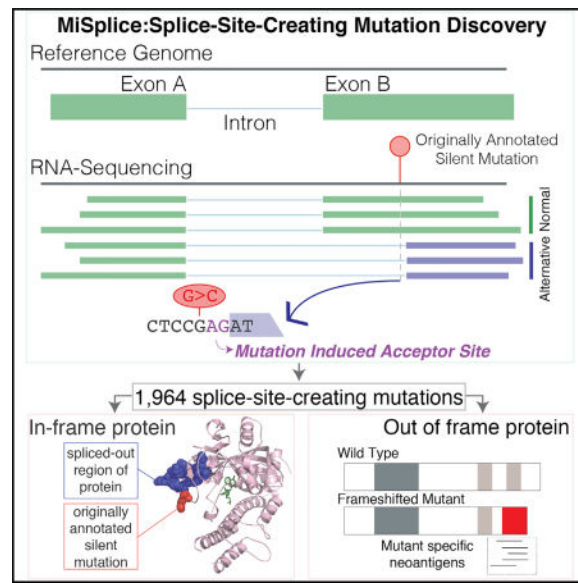 MiSplice:Splice-Site-Creating Mutation Discovery
Reference Genome
Exon A
Exon B
Intron
Originally Annotated
Silent Mutation
RNA-Sequencing
Normal
Alternative
G>C
CTCCGAGAT
Mutation Induced Acceptor Site
1,964 splice-site-creating mutations
In-frame protein
spliced-out
region of
protein
originally
annotated
silent
mutation
Out of frame protein
Wild Type
Frameshifted Mutant
Mutant specific
neoantigens